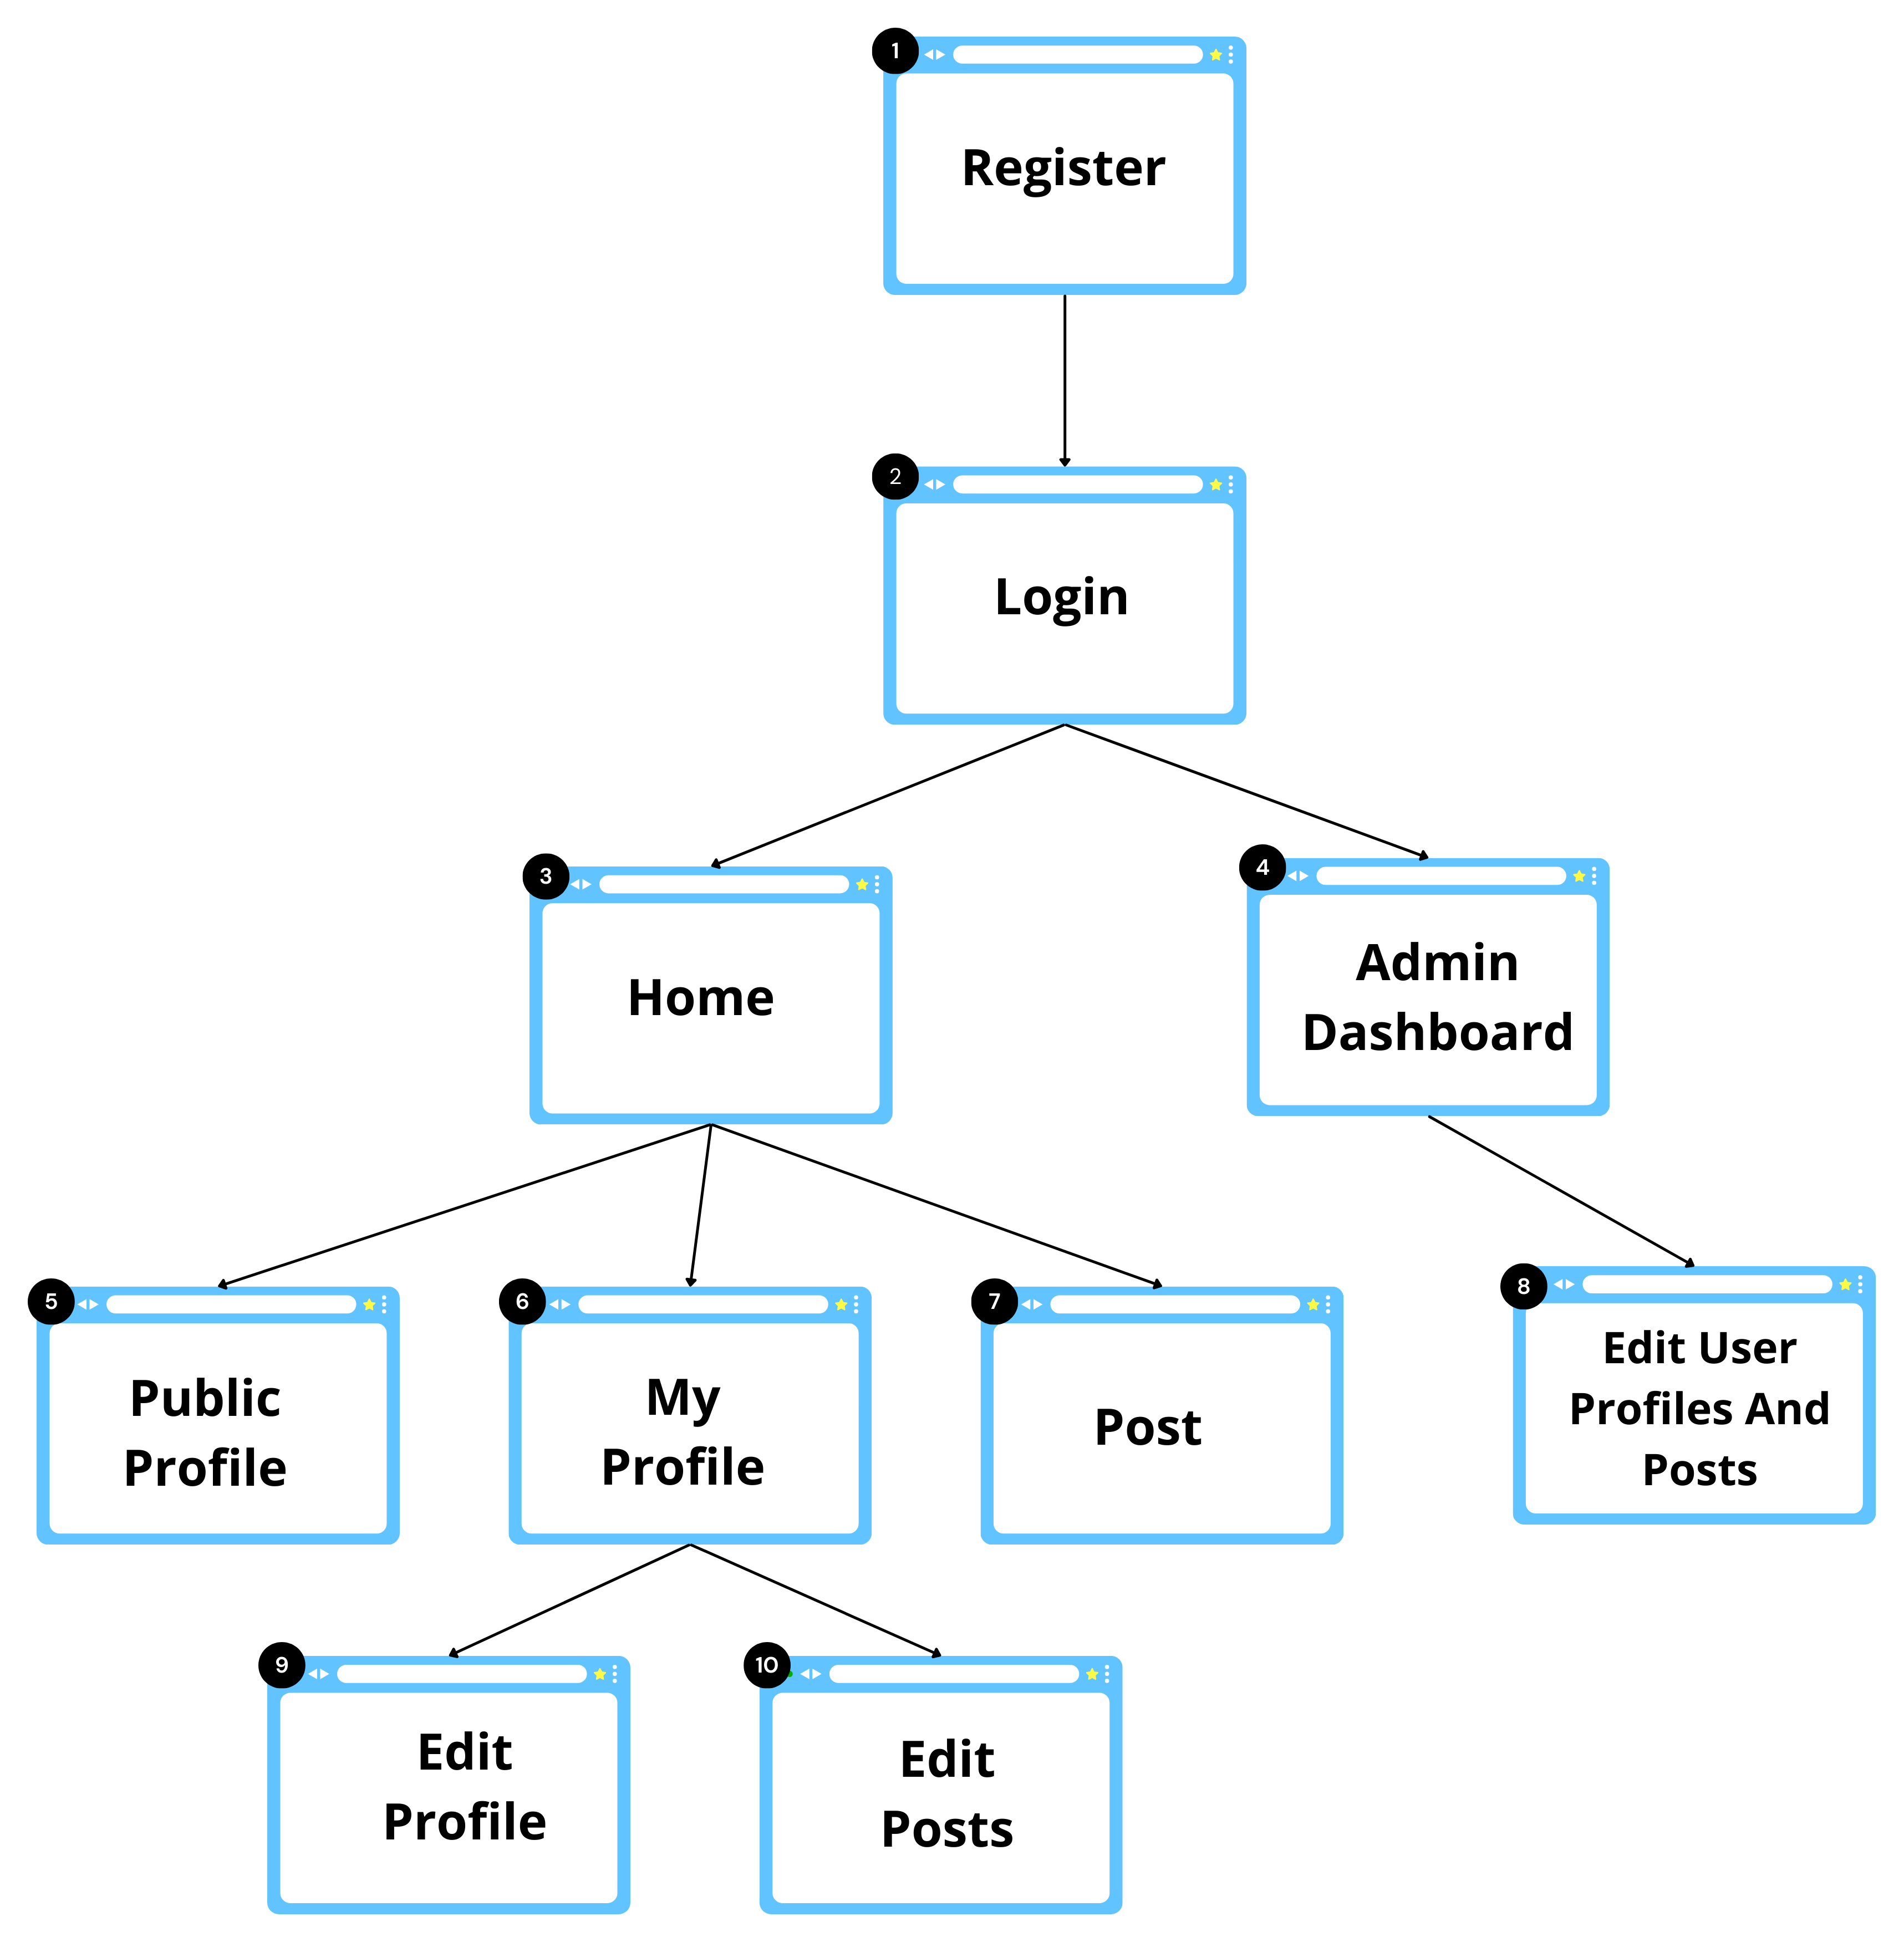 1
Register
2
Login
3
Home
4
Admin
Dashboard
5
Public
Profile
6
My
Profile
7
Post
8
Edit User
Profiles And
Posts
9
Edit
Profile
10
Edit
Posts